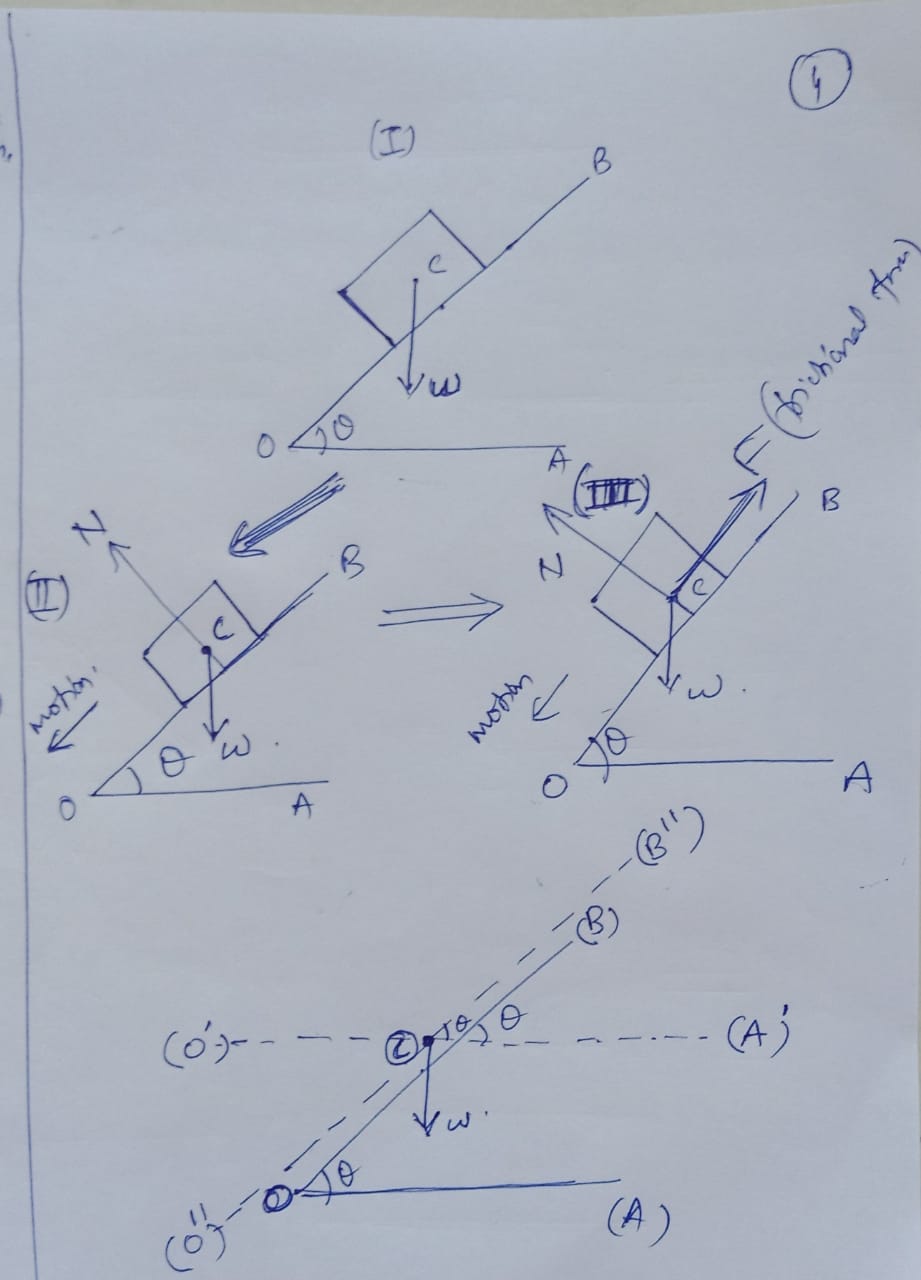 4
n,
(I)
B
C
W
O θ A
(III)
F (frictional force)
B
N
C
W.
motion
θ
O A
(II)
N
B
C
motion.
θ W.
O A
(B'')
(B)
(O') C θ θ (A')
W.
O θ
(O'') (A)